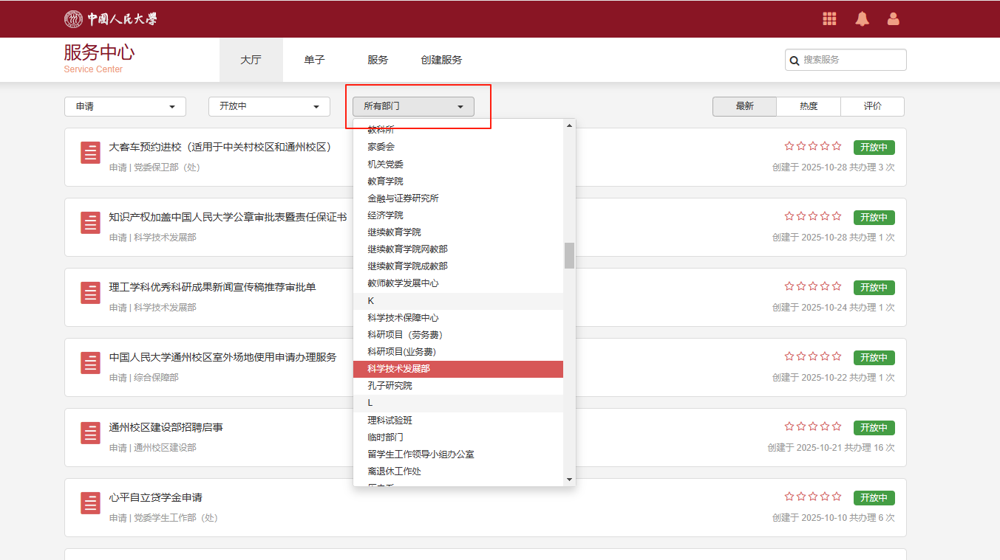 中国人民大学
服务中心
Service Center
大厅
单子
服务
创建服务
搜索服务
申请
开放中
所有部门
最新
热度
评价
教科所
家委会
机关党委
教育学院
金融与证券研究所
经济学院
继续教育学院
继续教育学院网教部
继续教育学院成教部
教师教学发展中心
K
科学技术保障中心
科研项目（劳务费）
科研项目(业务费)
科学技术发展部
孔子研究院
L
理科试验班
临时部门
留学生工作领导小组办公室
离退休工作处
大客车预约进校（适用于中关村校区和通州校区）
申请 | 党委保卫部（处）
开放中
创建于 2025-10-28 共办理 3 次
知识产权加盖中国人民大学公章审批表暨责任保证书
申请 | 科学技术发展部
开放中
创建于 2025-10-28 共办理 1 次
理工学科优秀科研成果新闻宣传稿推荐审批单
申请 | 科学技术发展部
开放中
创建于 2025-10-24 共办理 1 次
中国人民大学通州校区室外场地使用申请办理服务
申请 | 综合保障部
开放中
创建于 2025-10-22 共办理 1 次
通州校区建设部招聘启事
申请 | 通州校区建设部
开放中
创建于 2025-10-21 共办理 16 次
心平自立贷学金申请
申请 | 党委学生工作部（处）
开放中
创建于 2025-10-10 共办理 6 次